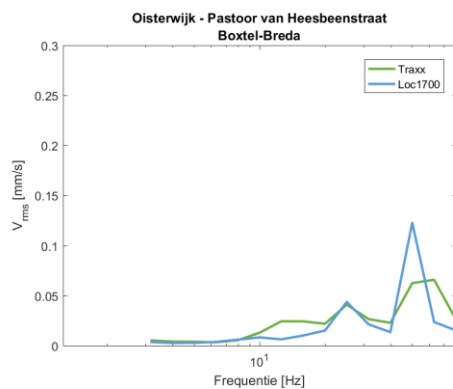 Oisterwijk - Pastoor van Heesbeenstraat
Boxtel-Breda
0.3
0.25
0.2
0.15
0.1
0.05
0
V_rms [mm/s]
Traxx
Loc1700
10^1
Frequentie [Hz]